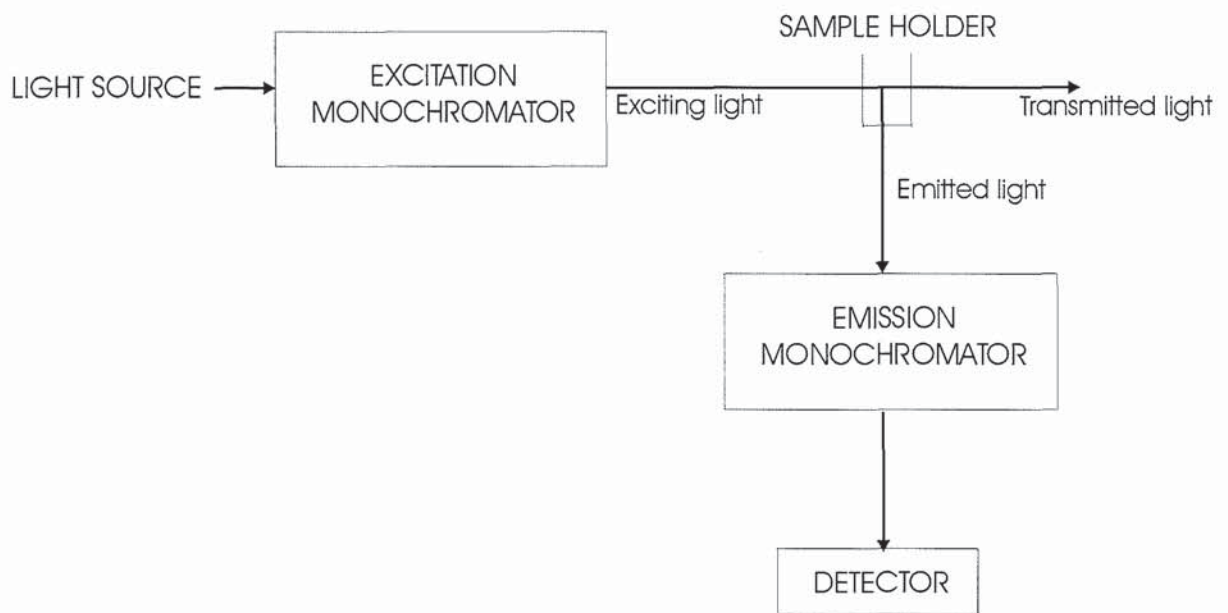 SAMPLE HOLDER
LIGHT SOURCE
EXCITATION
MONOCHROMATOR
Exciting light
Transmitted light
Emitted light
EMISSION
MONOCHROMATOR
DETECTOR